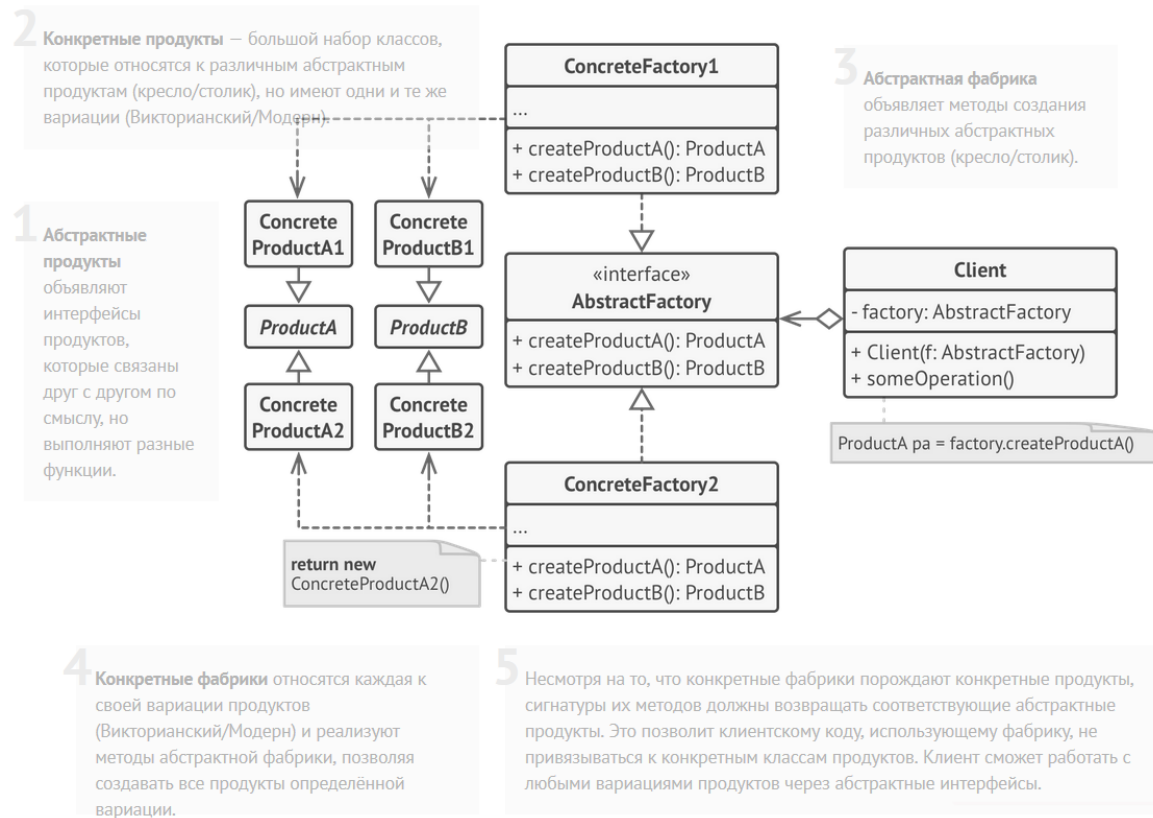 2
Конкретные продукты — большой набор классов,
которые относятся к различным абстрактным
продуктам (кресло/столик), но имеют одни и те же
вариации (Викторианский/Модерн).
ConcreteFactory1
...
+ createProductA(): ProductA
+ createProductB(): ProductB
3
Абстрактная фабрика
объявляет методы создания
различных абстрактных
продуктов (кресло/столик).
1
Абстрактные
продукты
объявляют
интерфейсы
продуктов,
которые связаны
друг с другом по
смыслу, но
выполняют разные
функции.
Concrete
ProductA1
Concrete
ProductB1
ProductA
ProductB
Concrete
ProductA2
Concrete
ProductB2
«interface»
AbstractFactory
+ createProductA(): ProductA
+ createProductB(): ProductB
Client
- factory: AbstractFactory
+ Client(f: AbstractFactory)
+ someOperation()
ProductA pa = factory.createProductA()
ConcreteFactory2
...
+ createProductA(): ProductA
+ createProductB(): ProductB
return new
ConcreteProductA2()
4
Конкретные фабрики относятся каждая к
своей вариации продуктов
(Викторианский/Модерн) и реализуют
методы абстрактной фабрики, позволяя
создавать все продукты определённой
вариации.
5
Несмотря на то, что конкретные фабрики порождают конкретные продукты,
сигнатуры их методов должны возвращать соответствующие абстрактные
продукты. Это позволит клиентскому коду, использующему фабрику, не
привязываться к конкретным классам продуктов. Клиент сможет работать с
любыми вариациями продуктов через абстрактные интерфейсы.